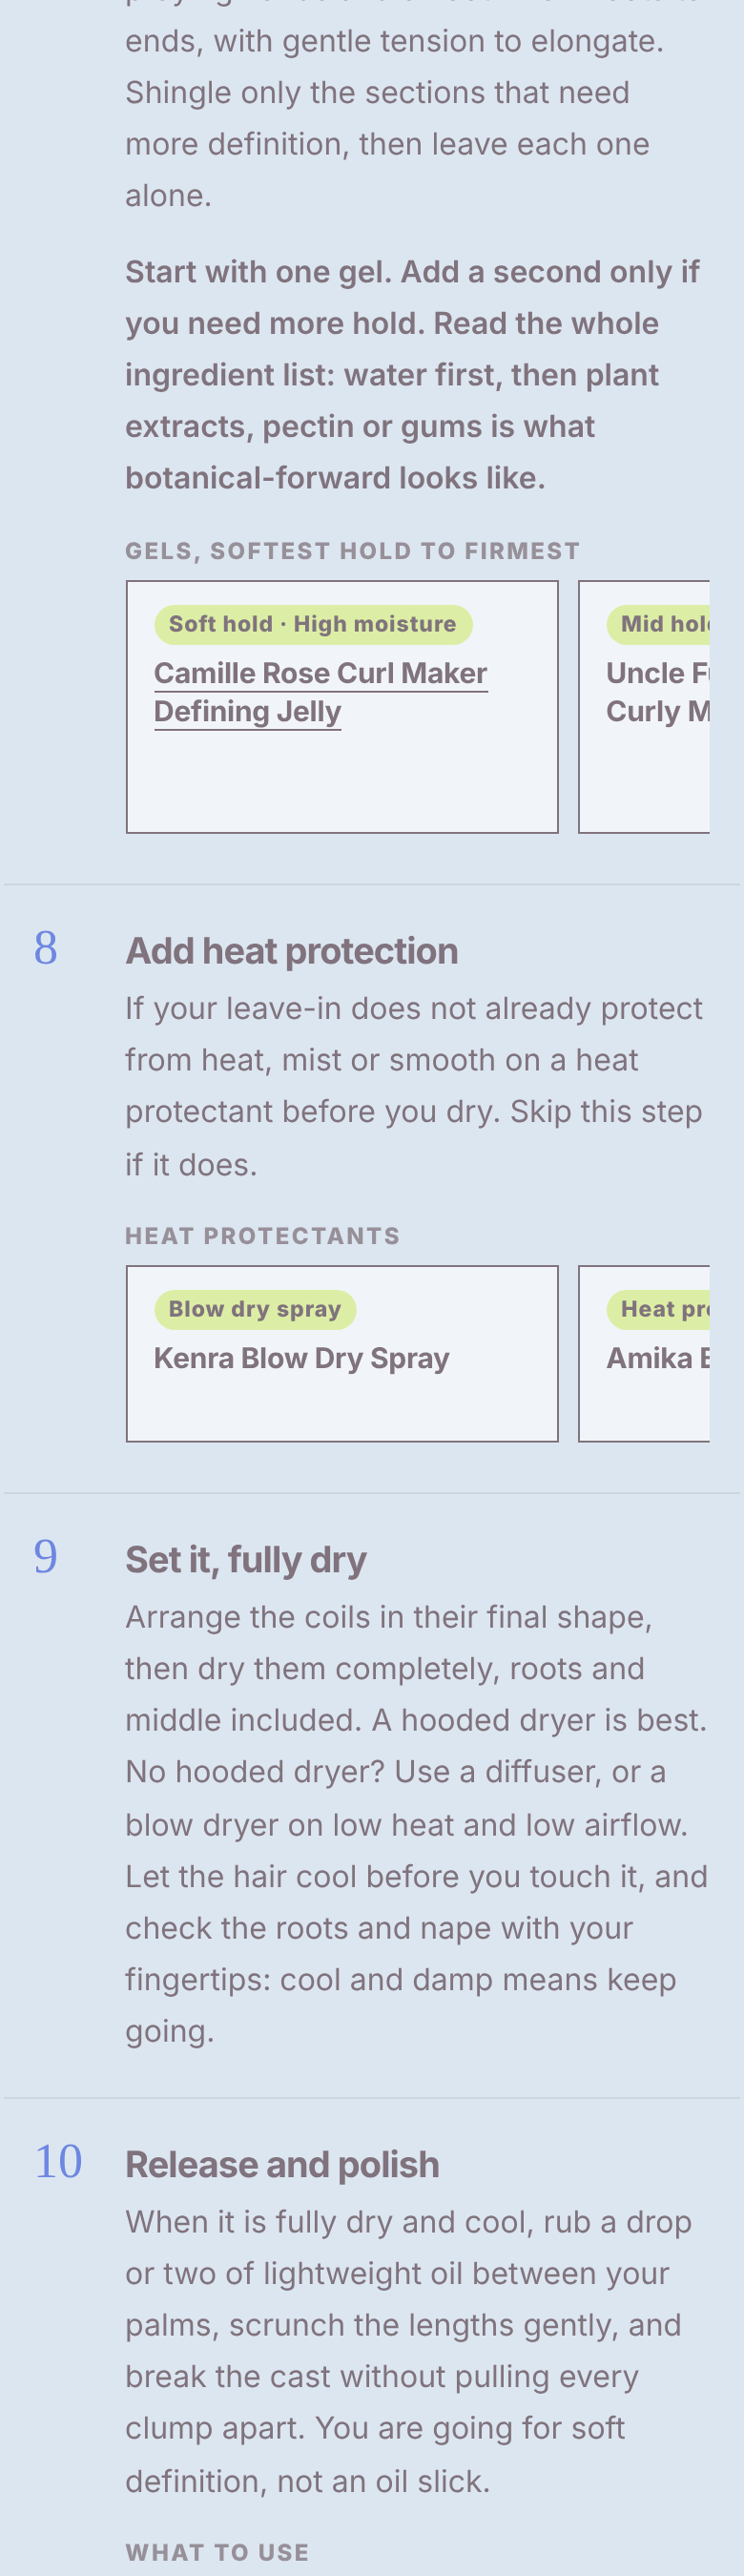 ends, with gentle tension to elongate.
Shingle only the sections that need
more definition, then leave each one
alone.
Start with one gel. Add a second only if
you need more hold. Read the whole
ingredient list: water first, then plant
extracts, pectin or gums is what
botanical-forward looks like.
GELS, SOFTEST HOLD TO FIRMEST
Soft hold · High moisture
Camille Rose Curl Maker
Defining Jelly
Mid hold
Uncle
Curly
8
Add heat protection
If your leave-in does not already protect
from heat, mist or smooth on a heat
protectant before you dry. Skip this step
if it does.
HEAT PROTECTANTS
Blow dry spray
Kenra Blow Dry Spray
Heat
Amika
9
Set it, fully dry
Arrange the coils in their final shape,
then dry them completely, roots and
middle included. A hooded dryer is best.
No hooded dryer? Use a diffuser, or a
blow dryer on low heat and low airflow.
Let the hair cool before you touch it, and
check the roots and nape with your
fingertips: cool and damp means keep
going.
10
Release and polish
When it is fully dry and cool, rub a drop
or two of lightweight oil between your
palms, scrunch the lengths gently, and
break the cast without pulling every
clump apart. You are going for soft
definition, not an oil slick.
WHAT TO USE